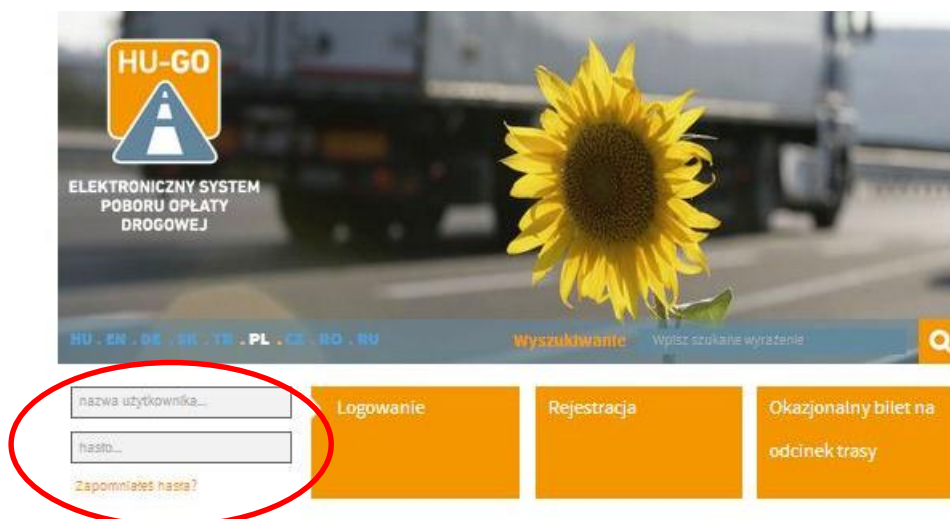 HU-GO
ELEKTRONICZNY SYSTEM
POBORU OPŁATY
DROGOWEJ
HU . EN . DE . SR . TR . PL . CZ . RO . RU
Wyszukiwanie
Wpisz szukane wyrażenie
nazwa użytkownika...
hasło...
Zapomniałeś hasła?
Logowanie
Rejestracja
Okazjonalny bilet na
odcinek trasy